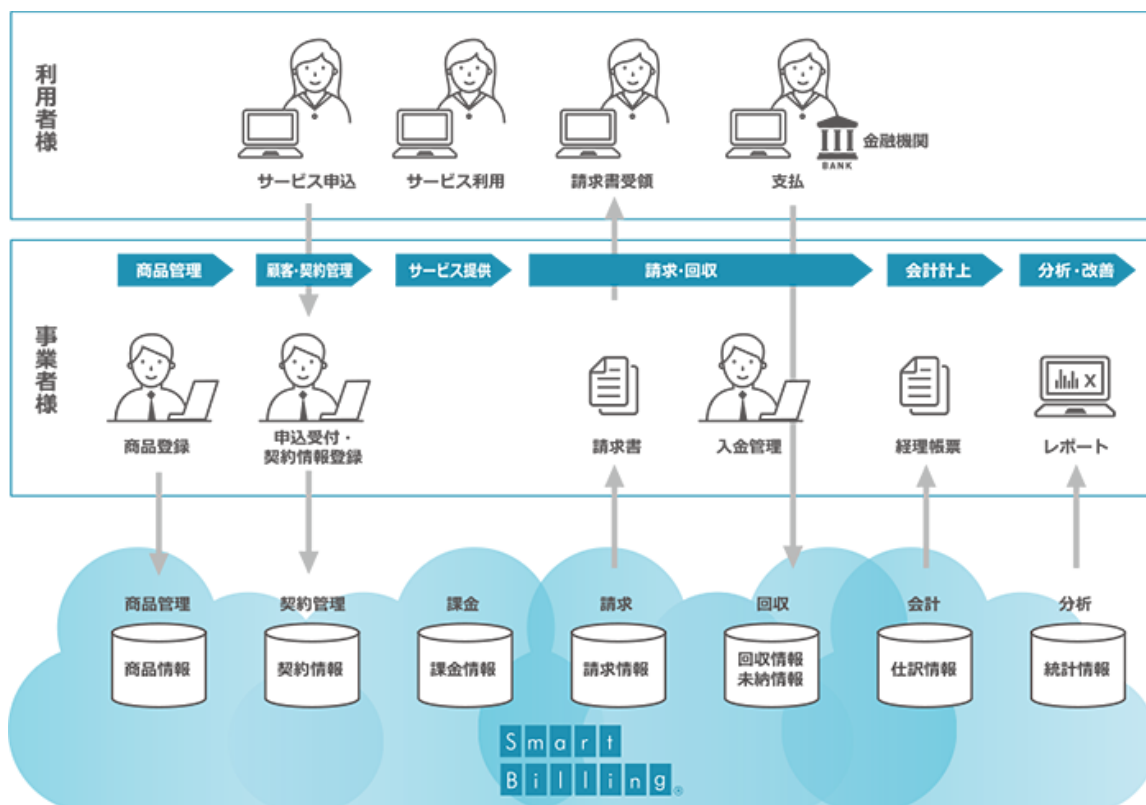 利用者様
サービス申込
サービス利用
請求書受領
支払
BANK
金融機関
事業者様
商品管理
顧客・契約管理
サービス提供
請求・回収
会計計上
分析・改善
商品登録
申込受付・
契約情報登録
請求書
入金管理
経理帳票
X
レポート
商品管理
契約管理
課金
請求
回収
会計
分析
商品情報
契約情報
課金情報
請求情報
回収情報
未納情報
仕訳情報
統計情報
Smart
Billing®